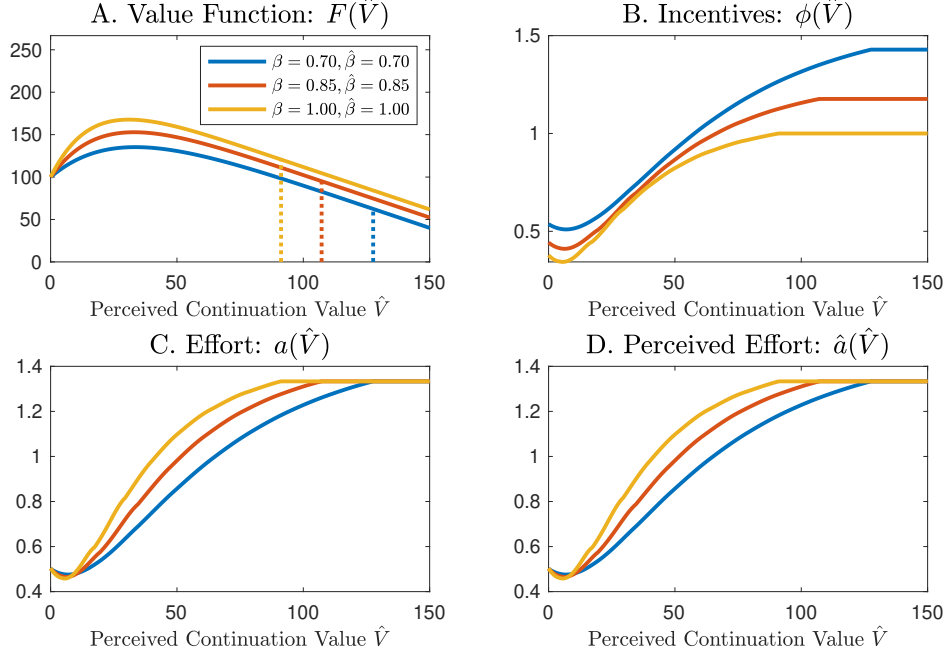 A. Value Function: F(V̂)
250
200
150
100
50
0
β = 0.70, β̂ = 0.70
β = 0.85, β̂ = 0.85
β = 1.00, β̂ = 1.00
0 50 100 150
Perceived Continuation Value V̂
B. Incentives: ϕ(V̂)
1.5
1
0.5
0 50 100 150
Perceived Continuation Value V̂
C. Effort: a(V̂)
1.4
1.2
1
0.8
0.6
0.4
0 50 100 150
Perceived Continuation Value V̂
D. Perceived Effort: â(V̂)
1.4
1.2
1
0.8
0.6
0.4
0 50 100 150
Perceived Continuation Value V̂